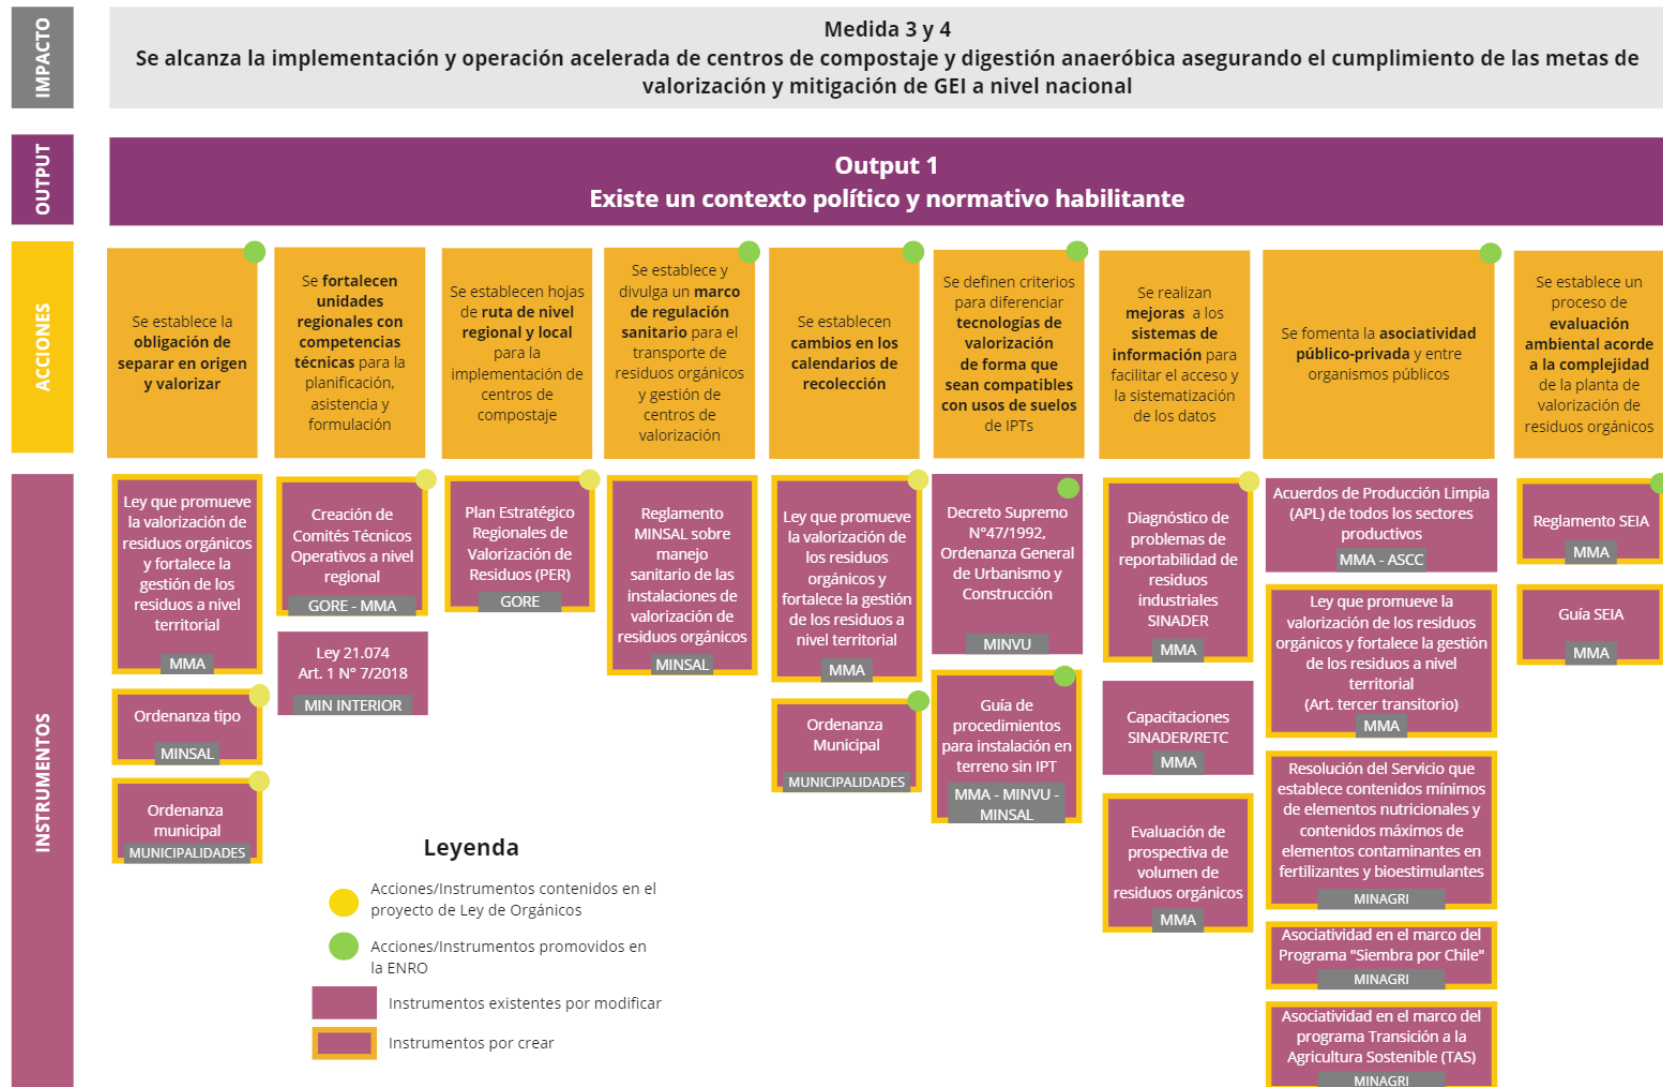 IMPACTO
Medida 3 y 4
Se alcanza la implementación y operación acelerada de centros de compostaje y digestión anaeróbica asegurando el cumplimiento de las metas de
valorización y mitigación de GEI a nivel nacional
OUTPUT
Output 1
Existe un contexto político y normativo habilitante
ACCIONES
Se establece la
obligación de
separar en origen
y valorizar
Se fortalecen
unidades
regionales con
competencias
técnicas para la
planificación,
asistencia y
formulación
Se establecen hojas
de ruta de nivel
regional y local
para la
implementación de
centros de
compostaje
Se establece y
divulga un marco
de regulación
sanitario para el
transporte de
residuos orgánicos
y gestión de
centros de
valorización
Se establecen
cambios en los
calendarios de
recolección
Se definen criterios
para diferenciar
tecnologías de
valorización
de forma que
sean compatibles
con usos de suelos
de IPTs
Se realizan
mejoras a los
sistemas de
información para
facilitar el acceso y
la sistematización
de los datos
Se fomenta la asociatividad
público-privada y entre
organismos públicos
Se establece un
proceso de
evaluación
ambiental acorde
a la complejidad
de la planta de
valorización de
residuos orgánicos
INSTRUMENTOS
Ley que promueve
la valorización de
residuos orgánicos
y fortalece la
gestión de los
residuos a nivel
territorial
MMA
Ordenanza tipo
MINSAL
Ordenanza
municipal
MUNICIPALIDADES
Creación de
Comités Técnicos
Operativos a nivel
regional
GORE - MMA
Ley 21.074
Art. 1 N° 7/2018
MIN INTERIOR
Plan Estratégico
Regionales de
Valorización de
Residuos (PER)
GORE
Reglamento
MINSAL sobre
manejo
sanitario de las
instalaciones de
valorización de
residuos orgánicos
MINSAL
Ley que promueve
la valorización de
los residuos
orgánicos y
fortalece la gestión
de los residuos a
nivel territorial
MMA
Ordenanza
Municipal
MUNICIPALIDADES
Decreto Supremo
N°47/1992,
Ordenanza General
de Urbanismo y
Construcción
MINVU
Guía de
procedimientos
para instalación en
terreno sin IPT
MMA - MINVU -
MINSAL
Diagnóstico de
problemas de
reportabilidad de
residuos
industriales
SINADER
MMA
Capacitaciones
SINADER/RETC
MMA
Evaluación de
prospectiva de
volumen de
residuos orgánicos
MMA
Acuerdos de Producción Limpia
(APL) de todos los sectores
productivos
MMA - ASCC
Ley que promueve la
valorización de los residuos
orgánicos y fortalece la gestión
de los residuos a nivel
territorial
(Art. tercer transitorio)
MMA
Resolución del Servicio que
establece contenidos mínimos
de elementos nutricionales y
contenidos máximos de
elementos contaminantes en
fertilizantes y bioestimulantes
MINAGRI
Asociatividad en el marco del
Programa "Siembra por Chile"
MINAGRI
Asociatividad en el marco del
programa Transición a la
Agricultura Sostenible (TAS)
MINAGRI
Reglamento SEIA
MMA
Guía SEIA
MMA
Leyenda
Acciones/Instrumentos contenidos en el
proyecto de Ley de Orgánicos
Acciones/Instrumentos promovidos en
la ENRO
Instrumentos existentes por modificar
Instrumentos por crear